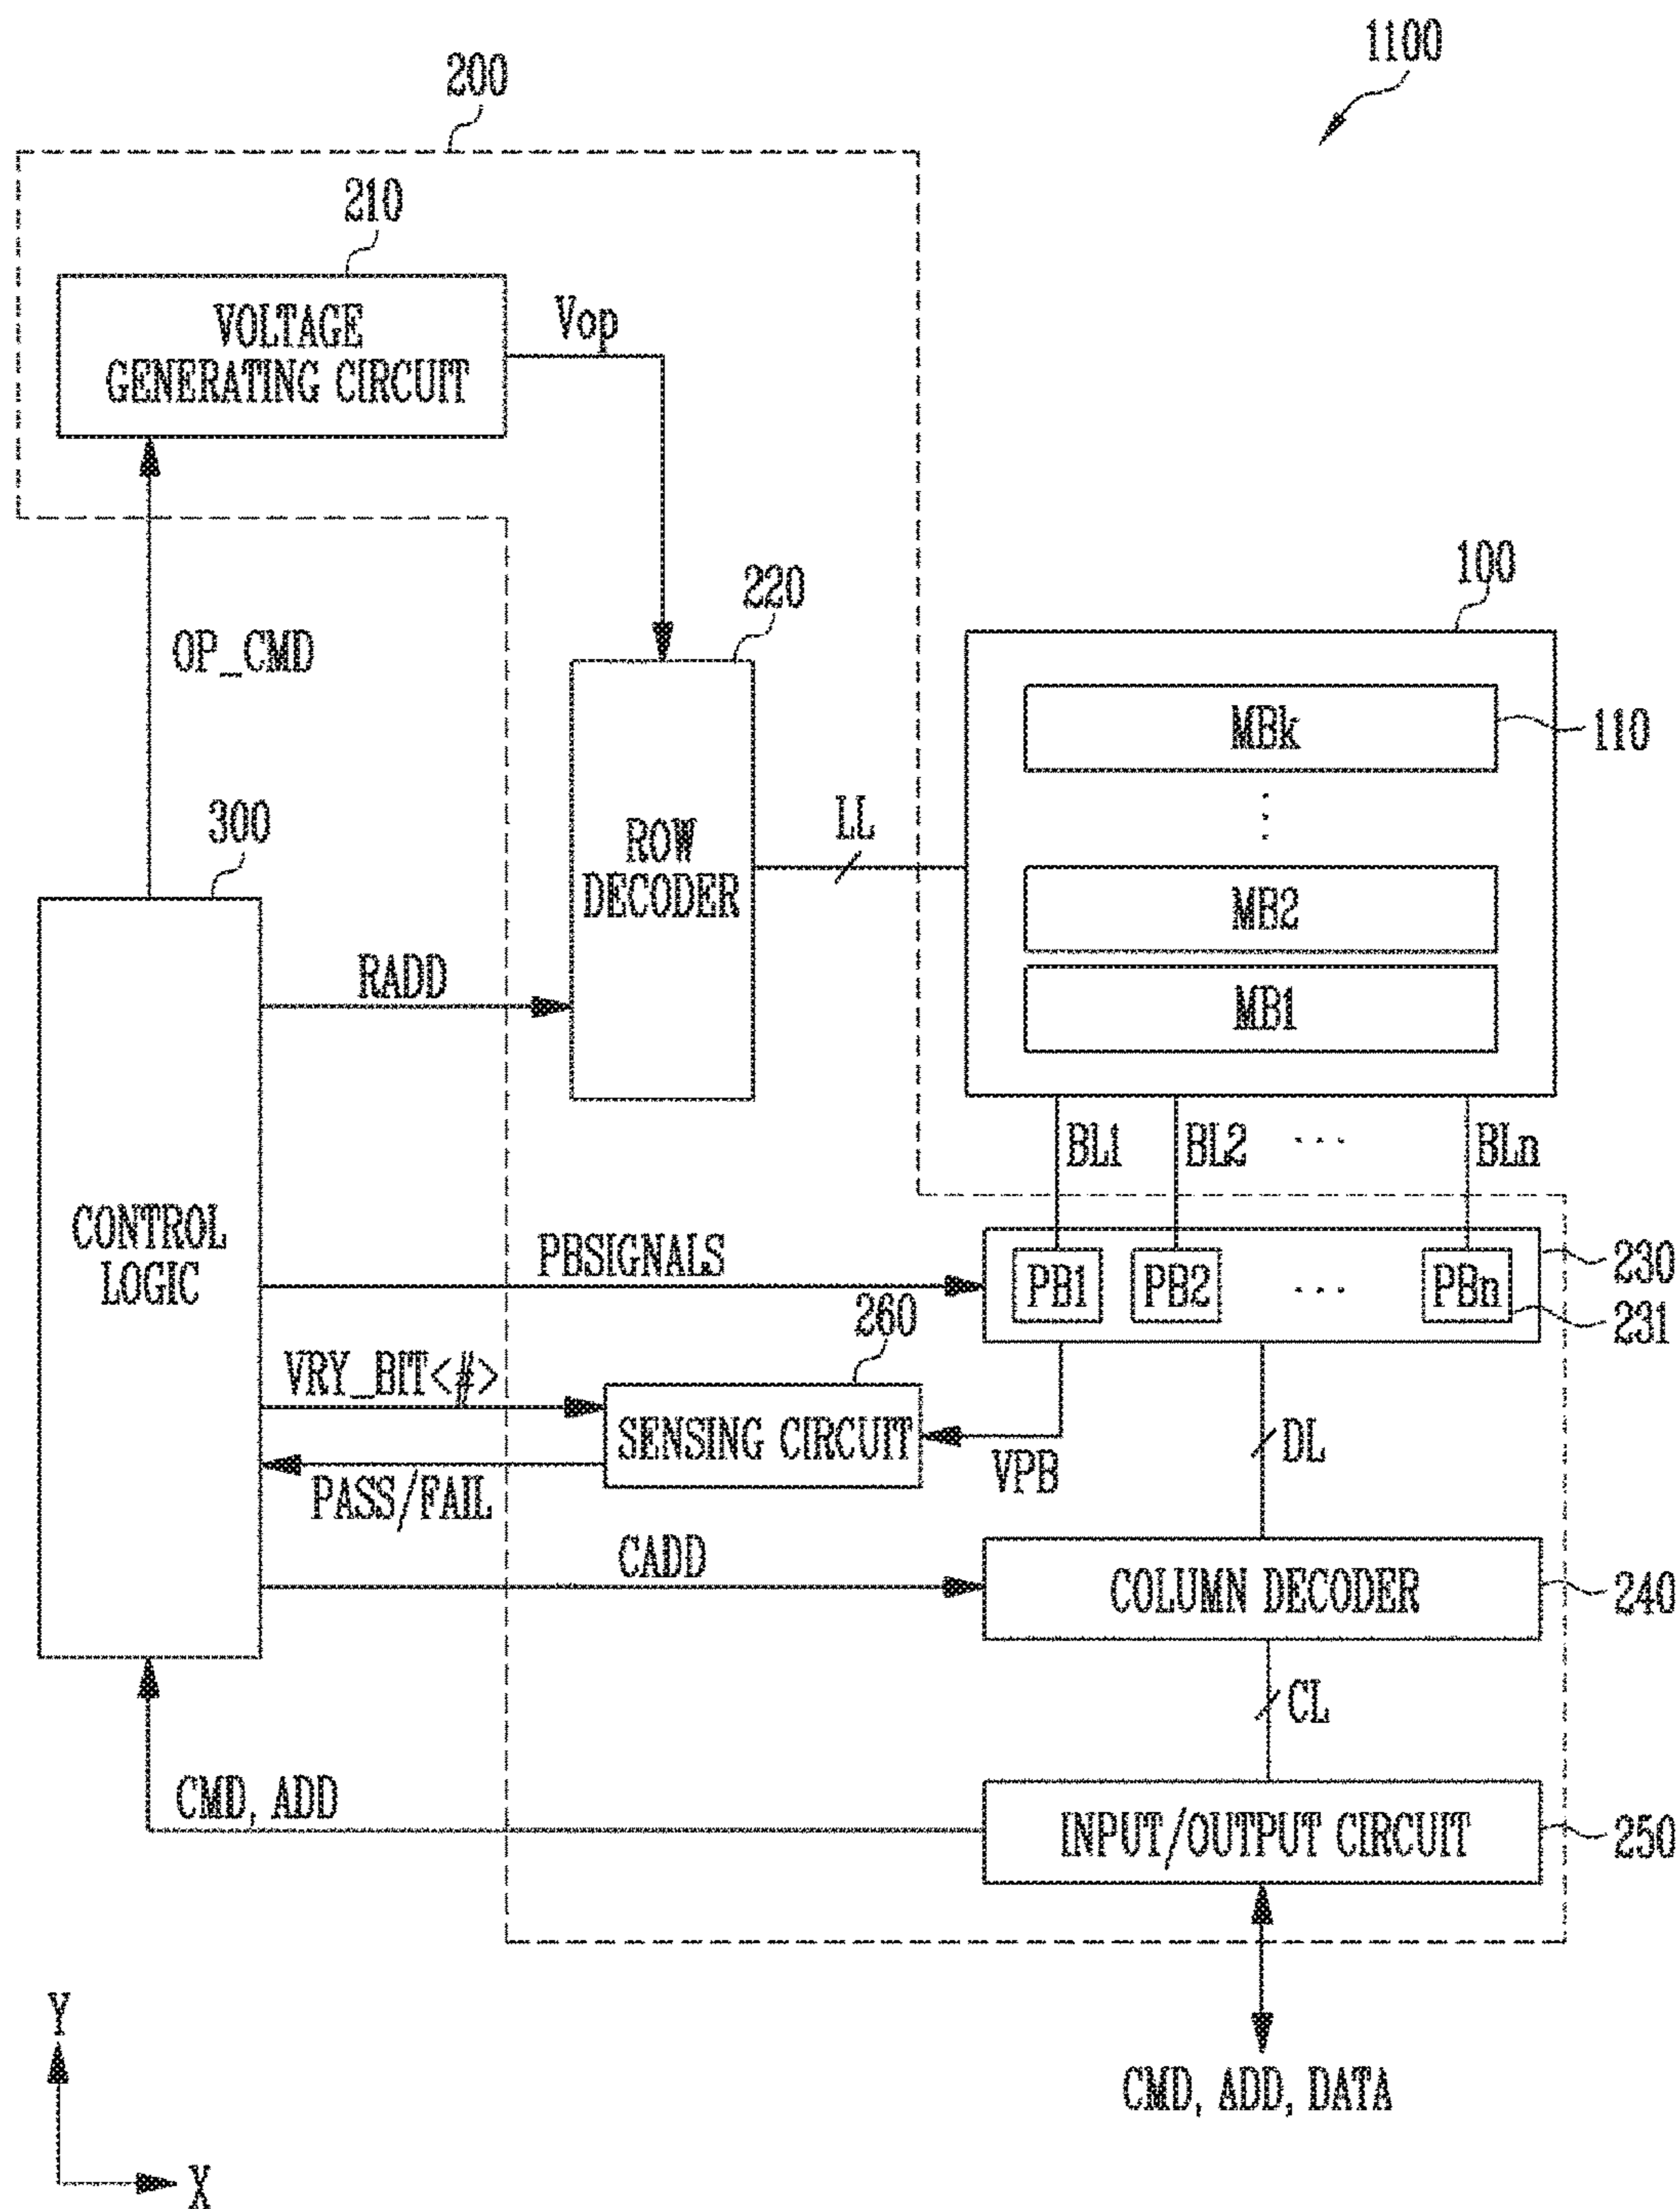 1100
200
210
VOLTAGE
GENERATING CIRCUIT
Vop
OP_CMD
220
100
MBk
110
300
ROW
DECODER
LL
MB2
RADD
MB1
BL1
BL2
...
BLn
CONTROL
LOGIC
PBSIGNALS
PB1
PB2
...
PBn
230
231
260
VRY_BIT<#>
SENSING CIRCUIT
VPB
DL
PASS/FAIL
CADD
COLUMN DECODER
240
CL
CMD, ADD
INPUT/OUTPUT CIRCUIT
250
Y
X
CMD, ADD, DATA